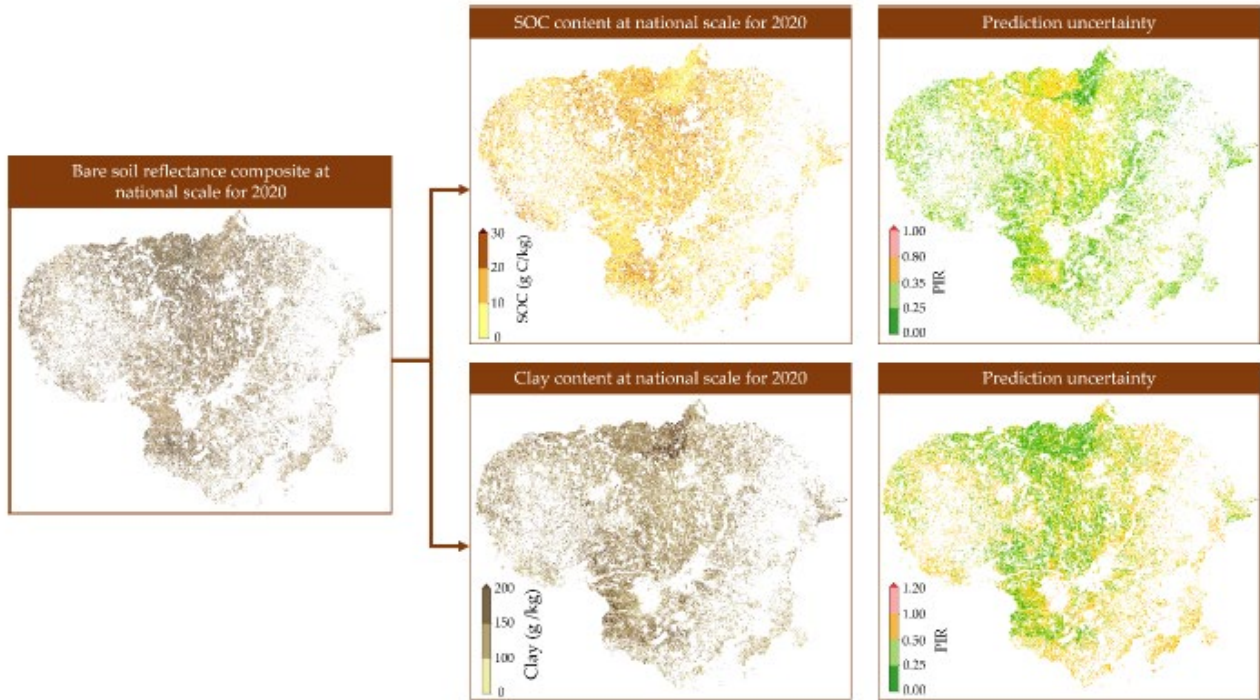 SOC content at national scale for 2020
Prediction uncertainty
Bare soil reflectance composite at
national scale for 2020
30
20
10
0
SOC (g C/kg)
1.00
0.80
0.35
0.25
0.00
PIR
Clay content at national scale for 2020
Prediction uncertainty
200
150
100
0
Clay (g /kg)
1.20
1.00
0.50
0.25
0.00
PIR